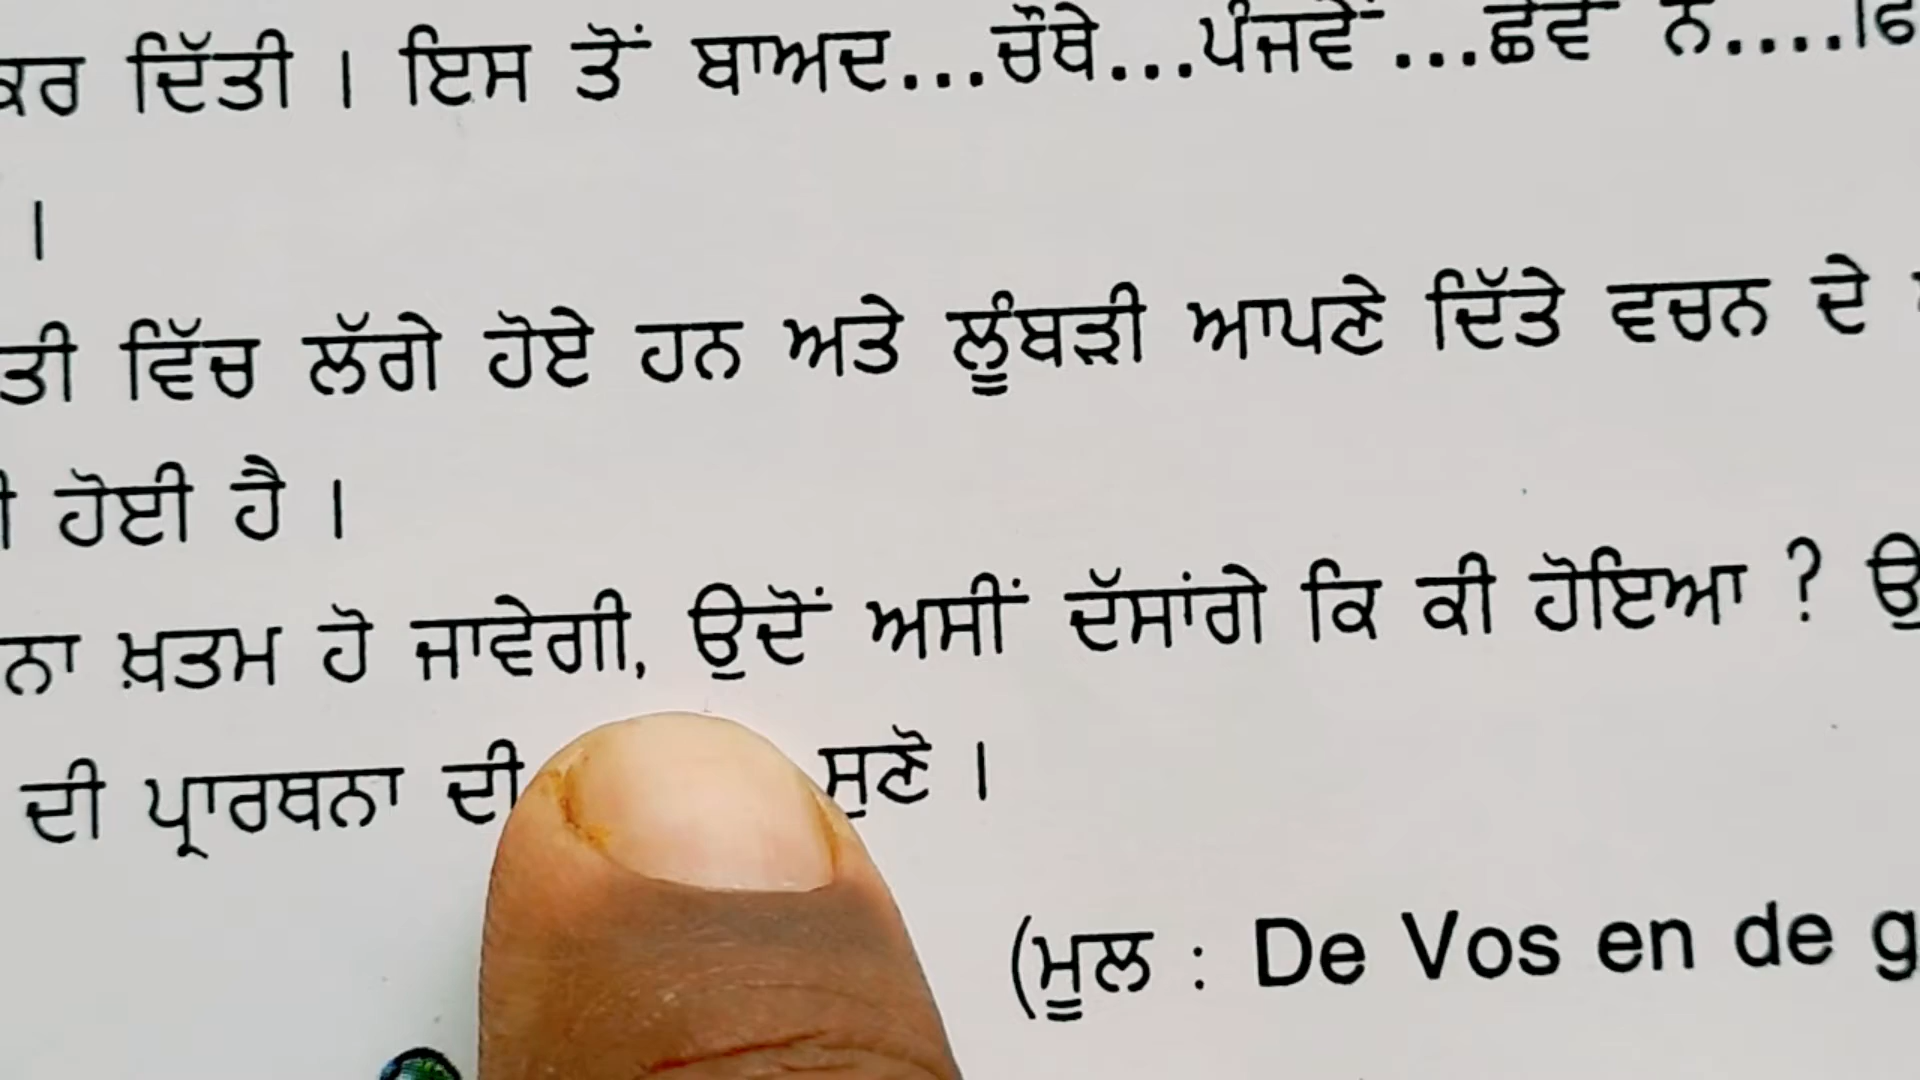 ਕਰ ਦਿੱਤੀ । ਇਸ ਤੋਂ ਬਾਅਦ...ਚੌਥੇ...ਪੰਜਵੇਂ...ਛੇਵੇਂ ਨੇ....
।
ਵਿੱਚ ਲੱਗੇ ਹੋਏ ਹਨ ਅਤੇ ਲੂੰਬੜੀ ਆਪਣੇ ਦਿੱਤੇ ਵਚਨ ਦੇ
ਹੋਈ ਹੈ ।
ਖ਼ਤਮ ਹੋ ਜਾਵੇਗੀ, ਉਦੋਂ ਅਸੀਂ ਦੱਸਾਂਗੇ ਕਿ ਕੀ ਹੋਇਆ ?
ਦੀ ਪ੍ਰਾਰਥਨਾ ਦੀ ਸੁਣੋ ।
(ਮੂਲ : De Vos en de